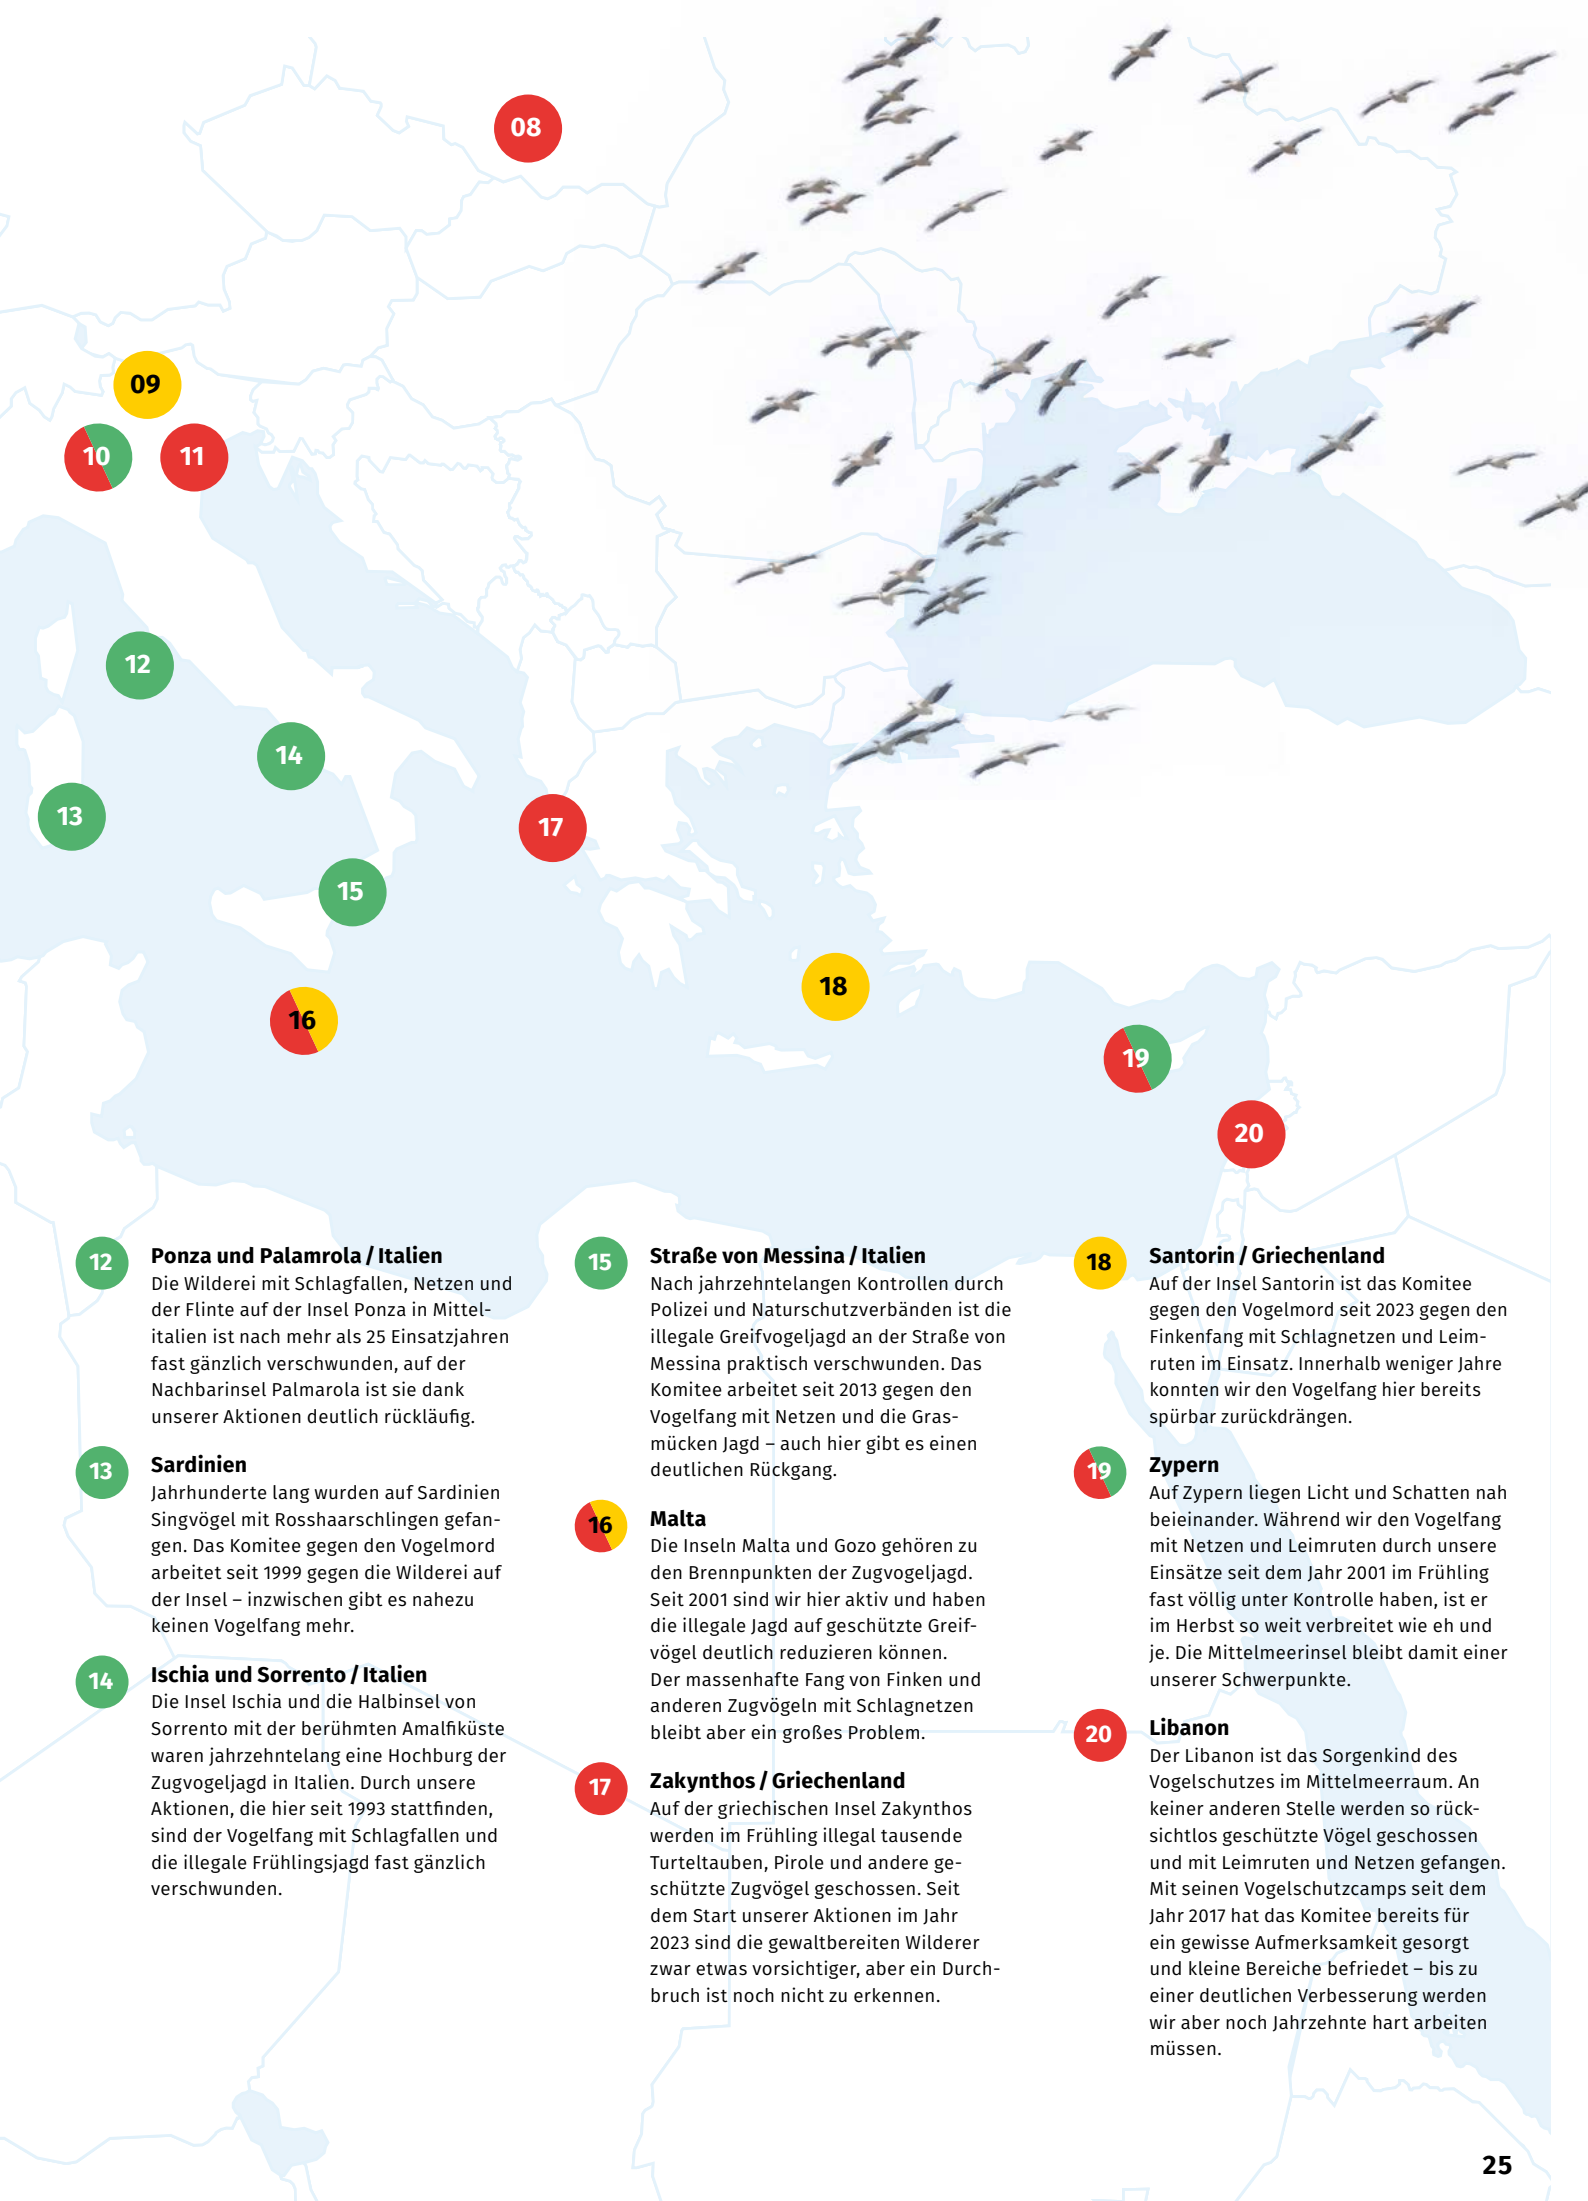 08
09
10
11
12
14
13
17
15
18
16
19
20
12
Ponza und Palamrola / Italien
Die Wilderei mit Schlagfallen, Netzen und
der Flinte auf der Insel Ponza in Mittel-
italien ist nach mehr als 25 Einsatzjahren
fast gänzlich verschwunden, auf der
Nachbarinsel Palmarola ist sie dank
unserer Aktionen deutlich rückläufig.
13
Sardinien
Jahrhunderte lang wurden auf Sardinien
Singvögel mit Rosshaarschlingen gefan-
gen. Das Komitee gegen den Vogelmord
arbeitet seit 1999 gegen die Wilderei auf
der Insel – inzwischen gibt es nahezu
keinen Vogelfang mehr.
14
Ischia und Sorrento / Italien
Die Insel Ischia und die Halbinsel von
Sorrento mit der berühmten Amalfiküste
waren jahrzehntelang eine Hochburg der
Zugvogeljagd in Italien. Durch unsere
Aktionen, die hier seit 1993 stattfinden,
sind der Vogelfang mit Schlagfallen und
die illegale Frühlingsjagd fast gänzlich
verschwunden.
15
Straße von Messina / Italien
Nach jahrzehntelangen Kontrollen durch
Polizei und Naturschutzverbänden ist die
illegale Greifvogeljagd an der Straße von
Messina praktisch verschwunden. Das
Komitee arbeitet seit 2013 gegen den
Vogelfang mit Netzen und die Gras-
mücken Jagd – auch hier gibt es einen
deutlichen Rückgang.
16
Malta
Die Inseln Malta und Gozo gehören zu
den Brennpunkten der Zugvogeljagd.
Seit 2001 sind wir hier aktiv und haben
die illegale Jagd auf geschützte Greif-
vögel deutlich reduzieren können.
Der massenhafte Fang von Finken und
anderen Zugvögeln mit Schlagnetzen
bleibt aber ein großes Problem.
17
Zakynthos / Griechenland
Auf der griechischen Insel Zakynthos
werden im Frühling illegal tausende
Turteltauben, Pirole und andere ge-
schützte Zugvögel geschossen. Seit
dem Start unserer Aktionen im Jahr
2023 sind die gewaltbereiten Wilderer
zwar etwas vorsichtiger, aber ein Durch-
bruch ist noch nicht zu erkennen.
18
Santorin / Griechenland
Auf der Insel Santorin ist das Komitee
gegen den Vogelmord seit 2023 gegen den
Finkenfang mit Schlagnetzen und Leim-
ruten im Einsatz. Innerhalb weniger Jahre
konnten wir den Vogelfang hier bereits
spürbar zurückdrängen.
19
Zypern
Auf Zypern liegen Licht und Schatten nah
beieinander. Während wir den Vogelfang
mit Netzen und Leimruten durch unsere
Einsätze seit dem Jahr 2001 im Frühling
fast völlig unter Kontrolle haben, ist er
im Herbst so weit verbreitet wie eh und
je. Die Mittelmeerinsel bleibt damit einer
unserer Schwerpunkte.
20
Libanon
Der Libanon ist das Sorgenkind des
Vogelschutzes im Mittelmeerraum. An
keiner anderen Stelle werden so rück-
sichtlos geschützte Vögel geschossen
und mit Leimruten und Netzen gefangen.
Mit seinen Vogelschutzcamps seit dem
Jahr 2017 hat das Komitee bereits für
ein gewisse Aufmerksamkeit gesorgt
und kleine Bereiche befriedet – bis zu
einer deutlichen Verbesserung werden
wir aber noch Jahrzehnte hart arbeiten
müssen.
25